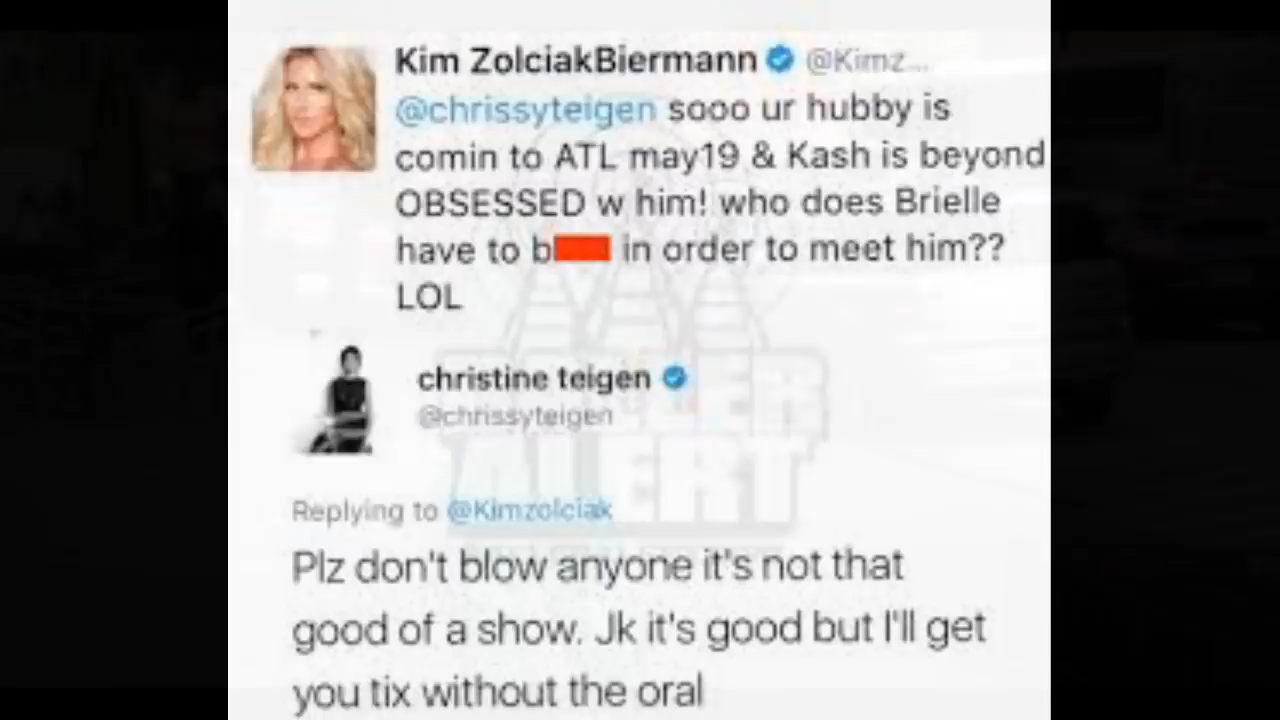 Kim ZolciakBiermann @Kimz...
@chrissyteigen sooo ur hubby is
comin to ATL may19 & Kash is beyond
OBSESSED w him! who does Brielle
have to b in order to meet him??
LOL
christine teigen
@chrissyteigen
Replying to @Kimzolciak
Plz don't blow anyone it's not that
good of a show. Jk it's good but I'll get
you tix without the oral
ALERT